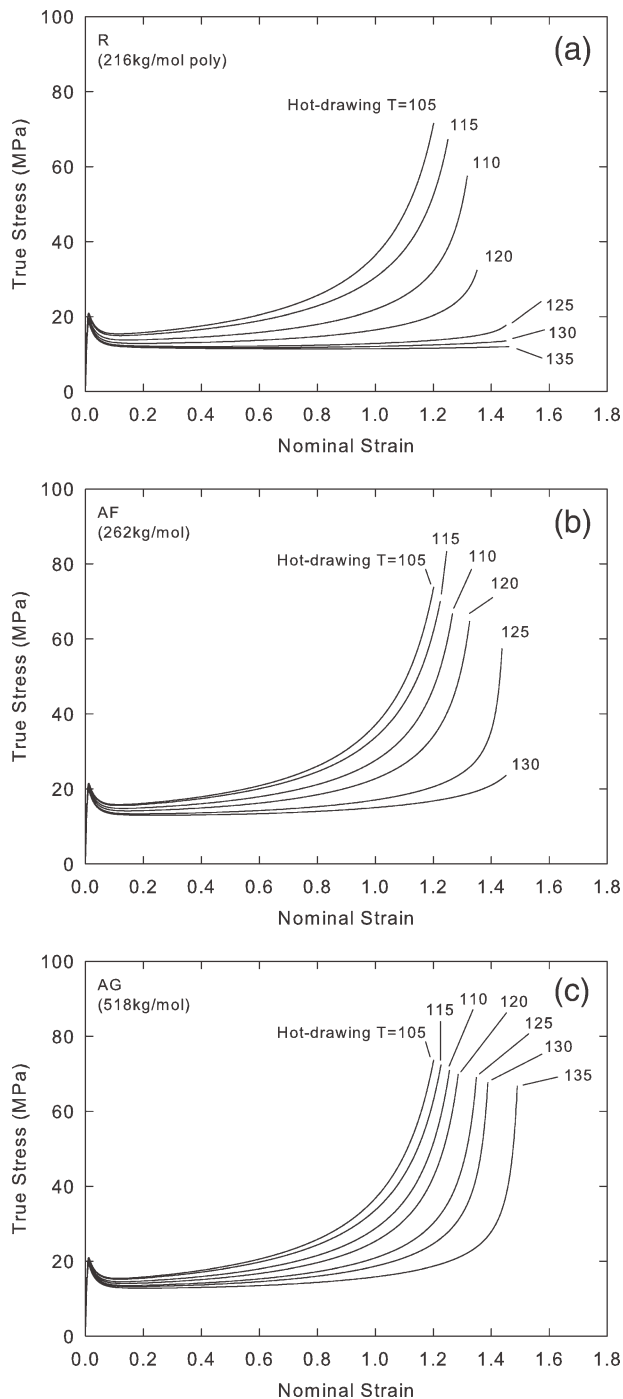 100
R
(216kg/mol poly)
(a)
80
Hot-drawing T=105
115
110
60
True Stress (MPa)
40
120
20
125
130
135
0
0.0 0.2 0.4 0.6 0.8 1.0 1.2 1.4 1.6 1.8
Nominal Strain
100
AF
(262kg/mol)
(b)
115
80
Hot-drawing T=105
110
120
125
60
True Stress (MPa)
40
130
20
0
0.0 0.2 0.4 0.6 0.8 1.0 1.2 1.4 1.6 1.8
Nominal Strain
100
AG
(518kg/mol)
(c)
110
120
115
125
80
Hot-drawing T=105
130
135
60
True Stress (MPa)
40
20
0
0.0 0.2 0.4 0.6 0.8 1.0 1.2 1.4 1.6 1.8
Nominal Strain